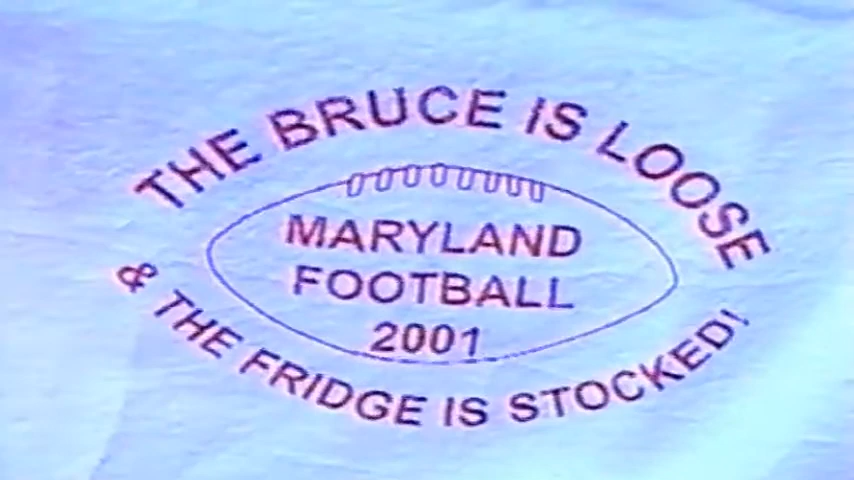 THE BRUCE IS LOOSE
MARYLAND
FOOTBALL
2001
& THE FRIDGE IS STOCKED!